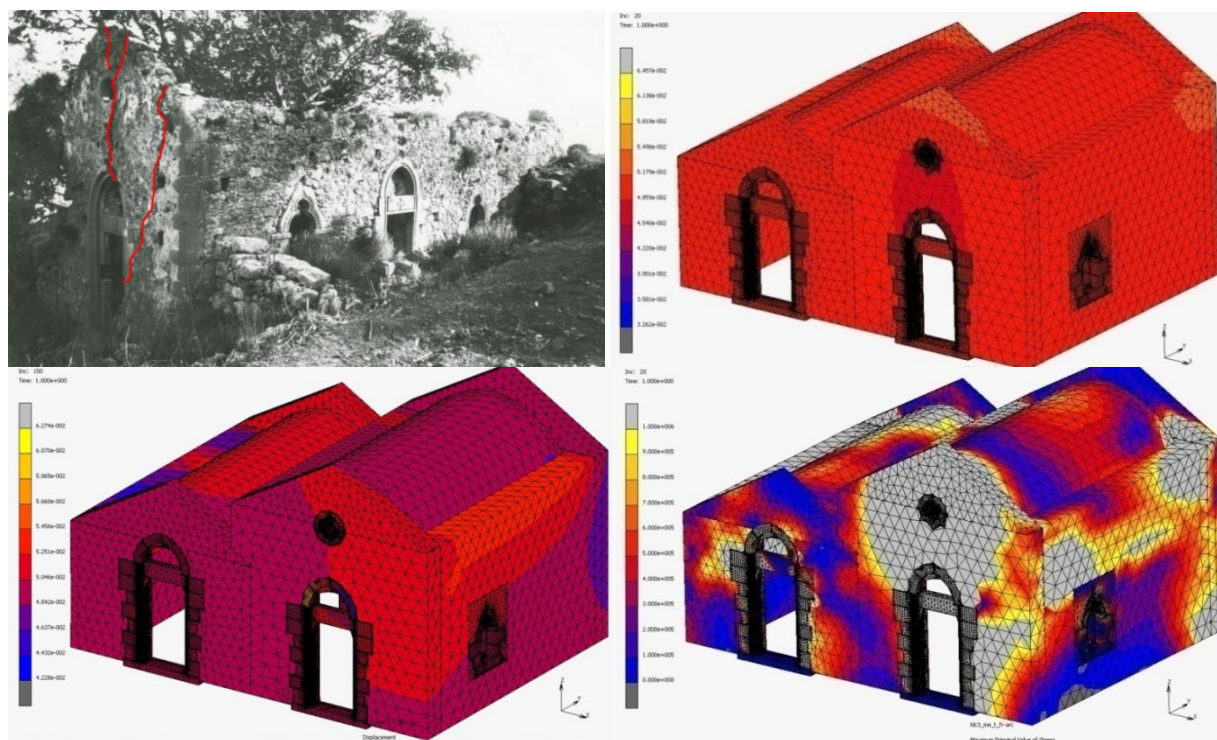 Inc: 20
Time: 1.000e+000
6.457e-002
6.138e-002
5.818e-002
5.498e-002
5.179e-002
4.859e-002
4.540e-002
4.220e-002
3.901e-002
3.581e-002
3.262e-002
Z
Y
X
Inc: 150
Time: 1.000e+000
6.274e-002
6.070e-002
5.865e-002
5.660e-002
5.456e-002
5.251e-002
5.046e-002
4.842e-002
4.637e-002
4.432e-002
4.228e-002
Z
Y
X
Displacement
Inc: 20
Time: 1.000e+000
1.000e+006
9.000e+005
8.000e+005
7.000e+005
6.000e+005
5.000e+005
4.000e+005
3.000e+005
2.000e+005
1.000e+005
0.000e+000
Z
Y
X
Maximum Principal Value of Stress